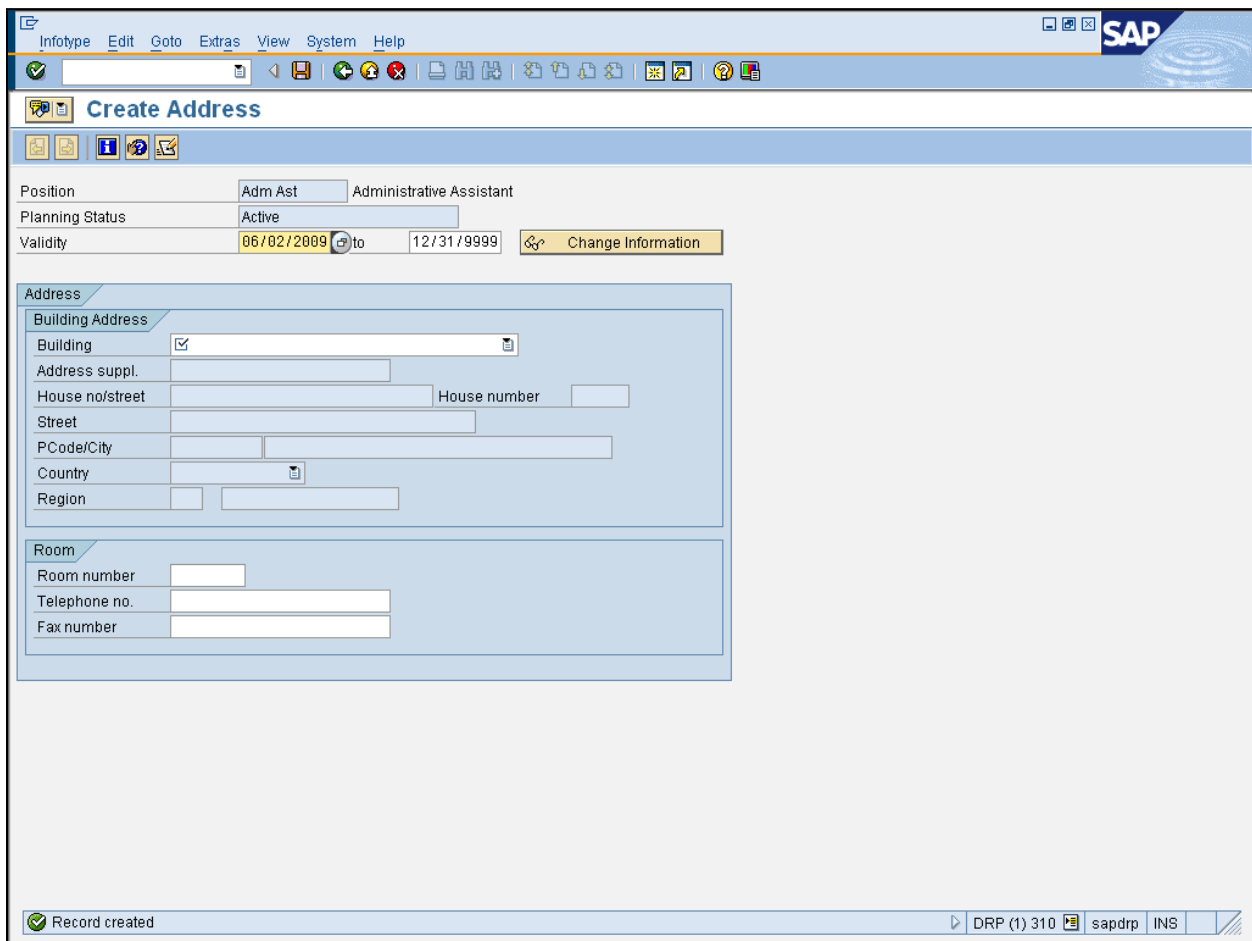 Infotype Edit Goto Extras View System Help
SAP
Create Address
Position Adm Ast Administrative Assistant
Planning Status Active
Validity 06/02/2009 to 12/31/9999 Change Information
Address
Building Address
Building
Address suppl.
House no/street House number
Street
PCode/City
Country
Region
Room
Room number
Telephone no.
Fax number
Record created DRP (1) 310 sapdrp INS